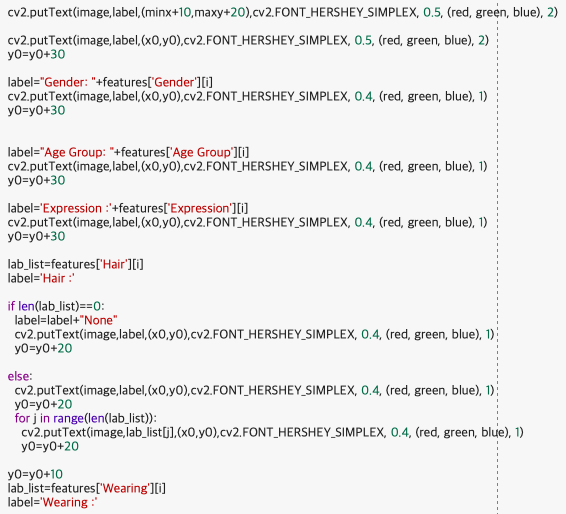 cv2.putText(image,label,(minx+10,maxy+20),cv2.FONT_HERSHEY_SIMPLEX, 0.5, (red, green, blue), 2)
cv2.putText(image,label,(x0,y0),cv2.FONT_HERSHEY_SIMPLEX, 0.5, (red, green, blue), 2)
y0=y0+30
label="Gender: "+features['Gender'][i]
cv2.putText(image,label,(x0,y0),cv2.FONT_HERSHEY_SIMPLEX, 0.4, (red, green, blue), 1)
y0=y0+30
label="Age Group: "+features['Age Group'][i]
cv2.putText(image,label,(x0,y0),cv2.FONT_HERSHEY_SIMPLEX, 0.4, (red, green, blue), 1)
y0=y0+30
label='Expression :'+features['Expression'][i]
cv2.putText(image,label,(x0,y0),cv2.FONT_HERSHEY_SIMPLEX, 0.4, (red, green, blue), 1)
y0=y0+30
lab_list=features['Hair'][i]
label='Hair :'
if len(lab_list)==0:
  label=label+"None"
  cv2.putText(image,label,(x0,y0),cv2.FONT_HERSHEY_SIMPLEX, 0.4, (red, green, blue), 1)
  y0=y0+20
else:
  cv2.putText(image,label,(x0,y0),cv2.FONT_HERSHEY_SIMPLEX, 0.4, (red, green, blue), 1)
  y0=y0+20
  for j in range(len(lab_list)):
    cv2.putText(image,lab_list[j],(x0,y0),cv2.FONT_HERSHEY_SIMPLEX, 0.4, (red, green, blue), 1)
    y0=y0+20
y0=y0+10
lab_list=features['Wearing'][i]
label='Wearing :'